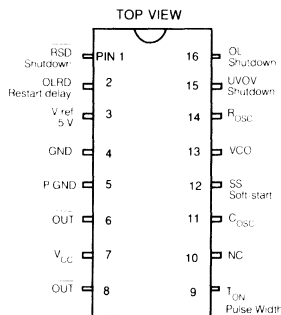 TOP VIEW
RSD
Shutdown
PIN 1
16
OL
Shutdown
OLRD
Restart delay
2
15
UVOV
Shutdown
V ref
5 V
3
14
R_OSC
GND
4
13
VCO
P GND
5
12
SS
Soft-start
OUT
6
11
C_OSC
V_CC
7
10
NC
OUT
8
9
T_ON
Pulse Width